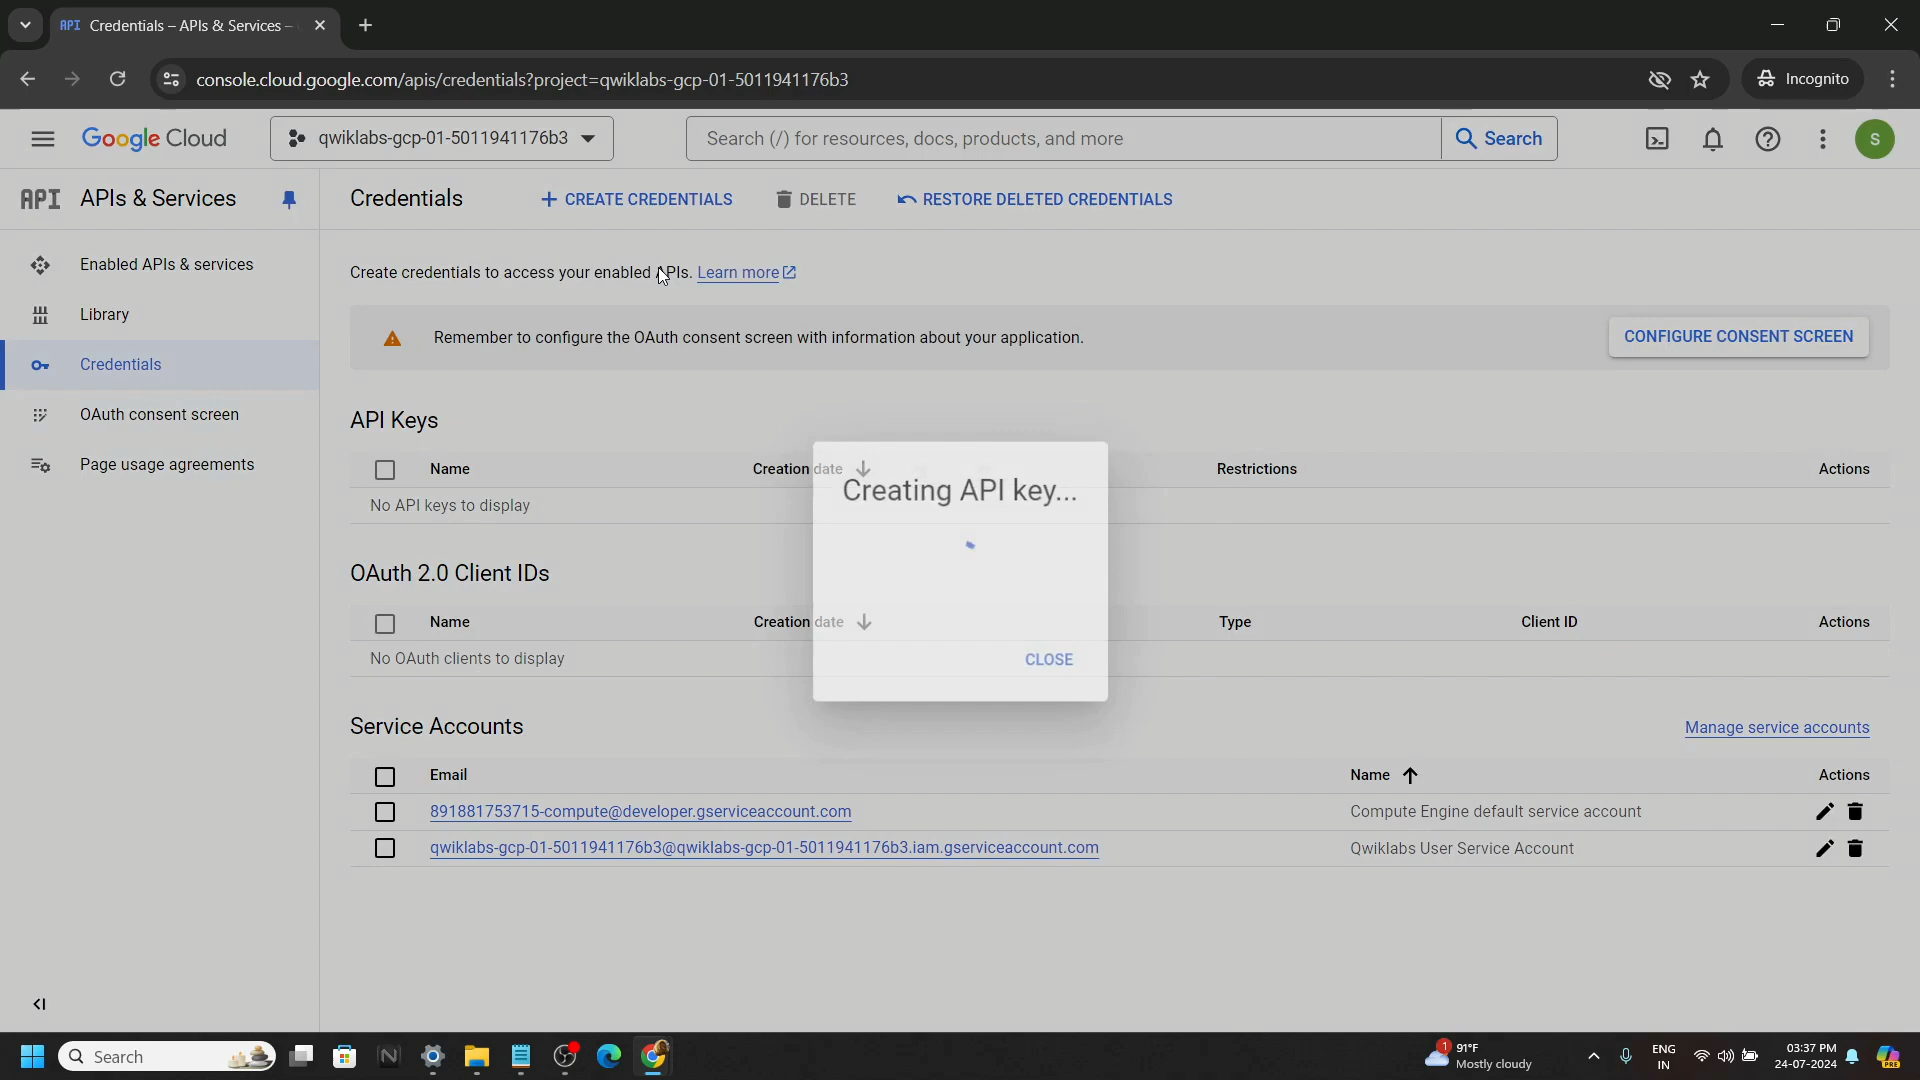 API Credentials – APIs & Services –
console.cloud.google.com/apis/credentials?project=qwiklabs-gcp-01-5011941176b3
Incognito
Google Cloud
qwiklabs-gcp-01-5011941176b3
Search (/) for resources, docs, products, and more
Search
S
API APIs & Services
Credentials
CREATE CREDENTIALS
DELETE
RESTORE DELETED CREDENTIALS
Enabled APIs & services
Library
Credentials
OAuth consent screen
Page usage agreements
Create credentials to access your enabled APIs. Learn more
Remember to configure the OAuth consent screen with information about your application.
CONFIGURE CONSENT SCREEN
API Keys
Name Creation date Restrictions Actions
No API keys to display
Creating API key...
CLOSE
OAuth 2.0 Client IDs
Name Creation date Type Client ID Actions
No OAuth clients to display
Service Accounts
Manage service accounts
Email Name Actions
891881753715-compute@developer.gserviceaccount.com Compute Engine default service account
qwiklabs-gcp-01-5011941176b3@qwiklabs-gcp-01-5011941176b3.iam.gserviceaccount.com Qwiklabs User Service Account
Search
1
91°F
Mostly cloudy
ENG
IN
03:37 PM
24-07-2024
PRE